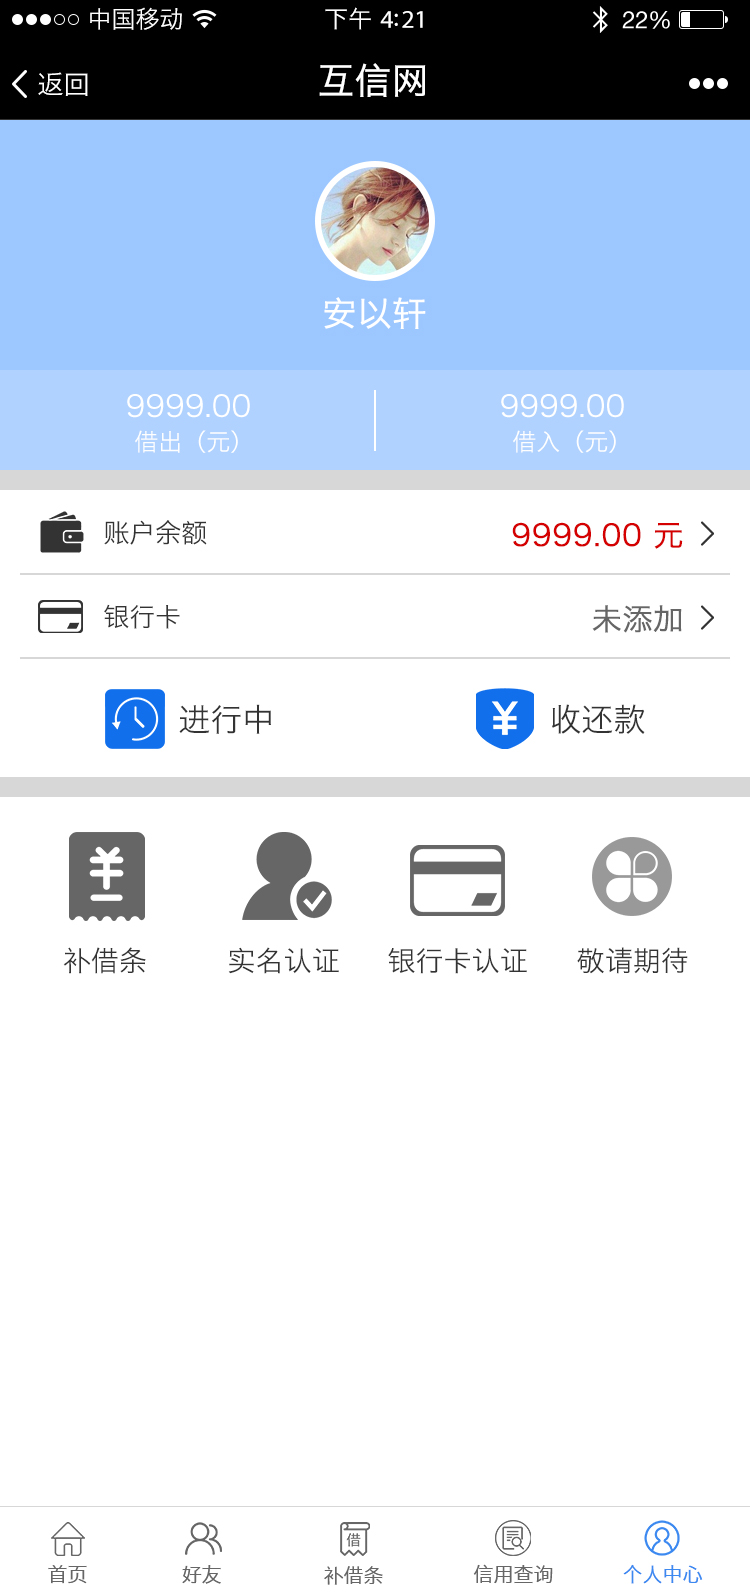 中国移动 下午 4:21 22%
返回 互信网
安以轩
9999.00 9999.00
借出（元） 借入（元）
账户余额 9999.00 元
银行卡 未添加
进行中 ¥ 收还款
补借条 实名认证 银行卡认证 敬请期待
借
首页 好友 补借条 信用查询 个人中心